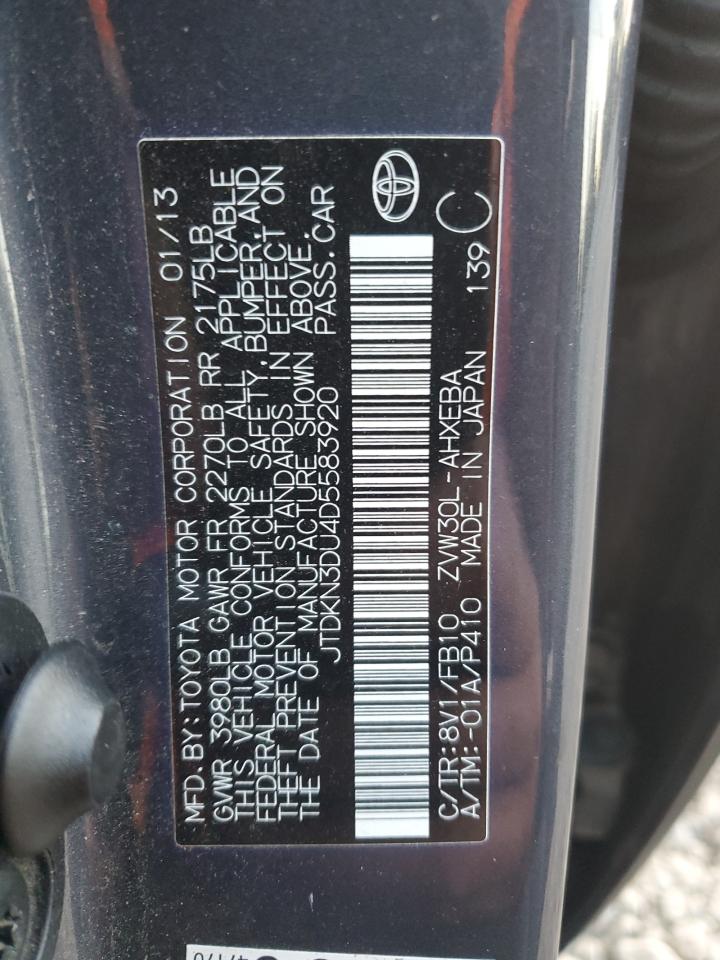 MFD. BY: TOYOTA MOTOR CORPORATION 01/13
GVWR 3980LB GAWR FR 2270LB RR 2175LB
THIS VEHICLE CONFORMS TO ALL APPLICABLE
FEDERAL MOTOR VEHICLE SAFETY, BUMPER, AND
THEFT PREVENTION STANDARDS IN EFFECT ON
THE DATE OF MANUFACTURE SHOWN ABOVE.
JTDKN3DU4D5583920 PASS. CAR
C/TR: 8V1/FB10 ZVW30L-AHXEBA 139 C
A/TM: -01A/P410 MADE IN JAPAN